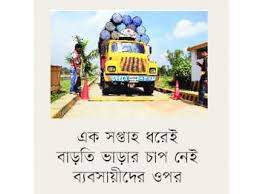 এক সপ্তাহ ধরেই
বাড়তি ভাড়ার চাপ নেই
ব্যবসায়ীদের ওপর